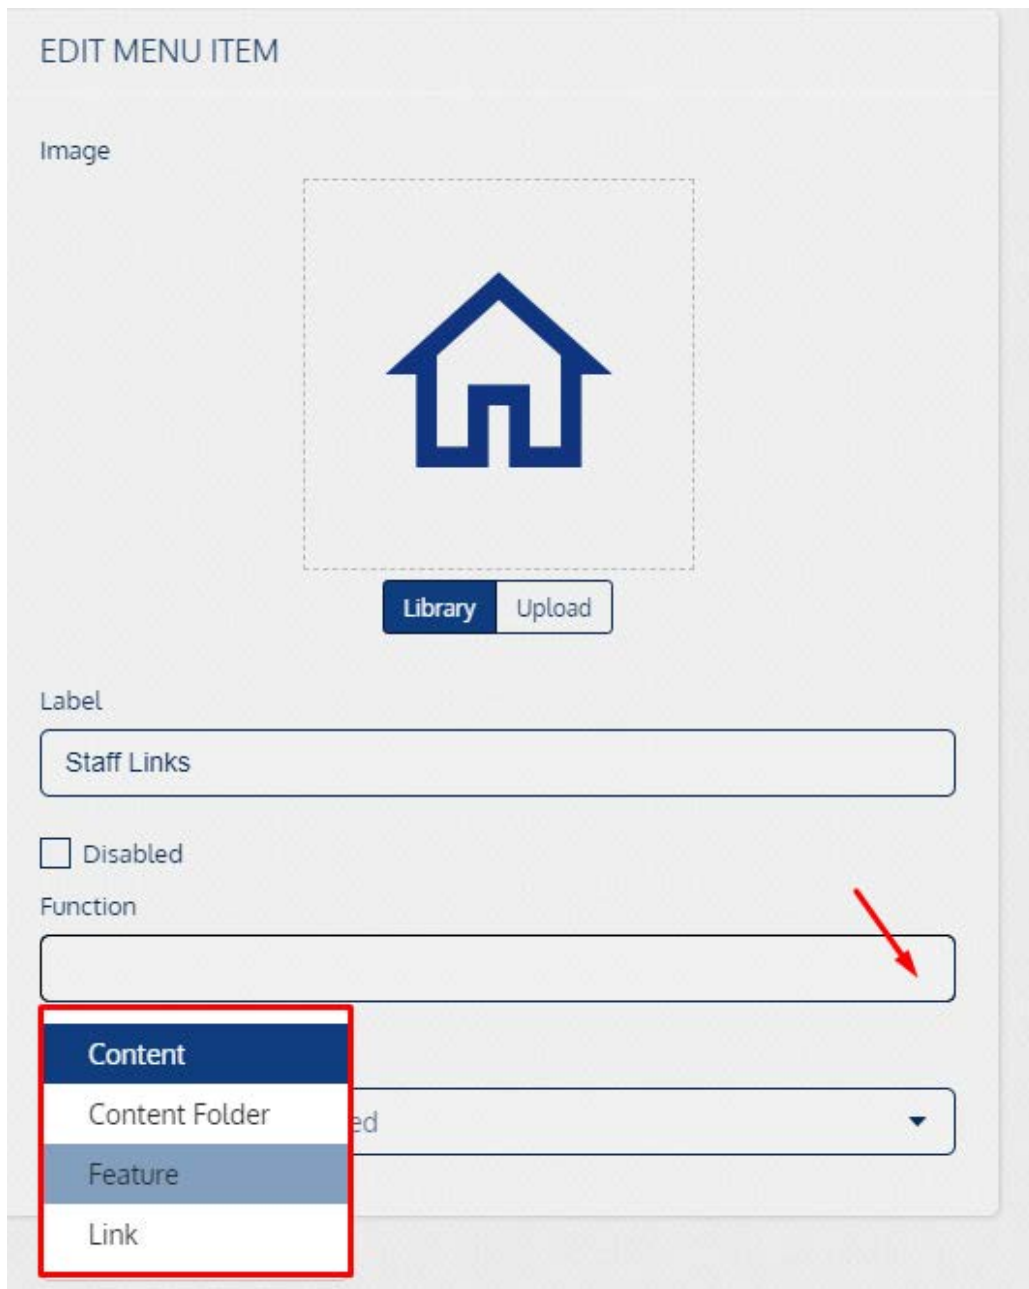 EDIT MENU ITEM
Image
Library Upload
Label
Staff Links
Disabled
Function
Content
Content Folder
Feature
Link